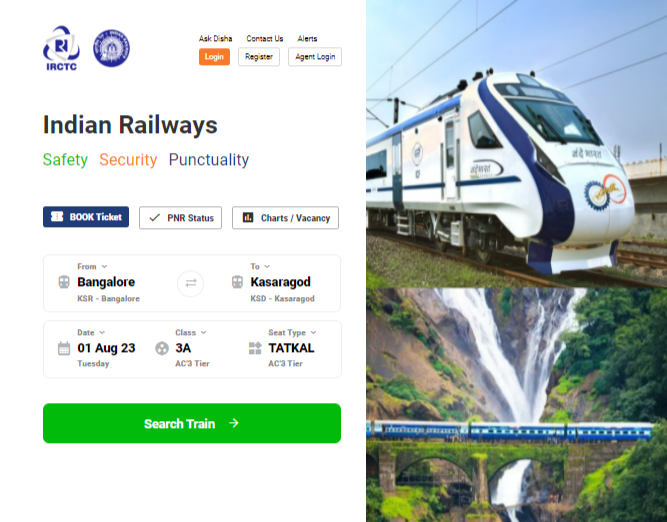 IRCTC
Ask Disha Contact Us Alerts
Login Register Agent Login
Indian Railways
Safety Security Punctuality
BOOK Ticket PNR Status Charts / Vacancy
From To
Bangalore Kasaragod
KSR - Bangalore KSD - Kasaragod
Date Class Seat Type
01 Aug 23 3A TATKAL
Tuesday AC'3 Tier AC'3 Tier
Search Train
वंदे भारत